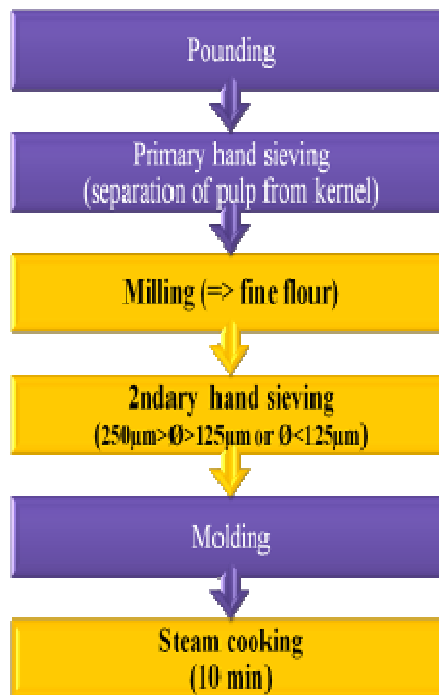 Pounding
Primary hand sieving
(separation of pulp from kernel)
Milling (=> fine flour)
2ndary hand sieving
(250µm>Ø>125µm or Ø<125µm)
Molding
Steam cooking
(10 min)